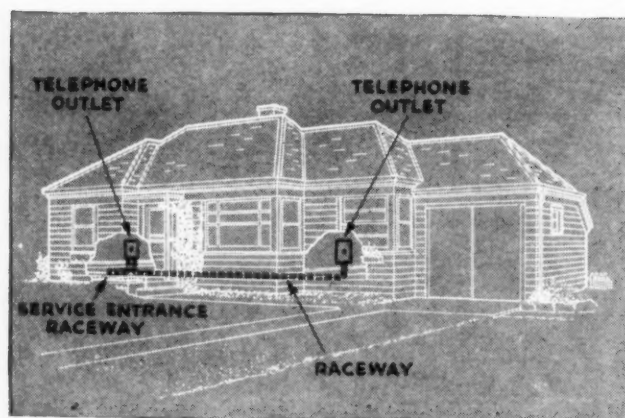 TELEPHONE
OUTLET
TELEPHONE
OUTLET
SERVICE ENTRANCE
RACEWAY
RACEWAY